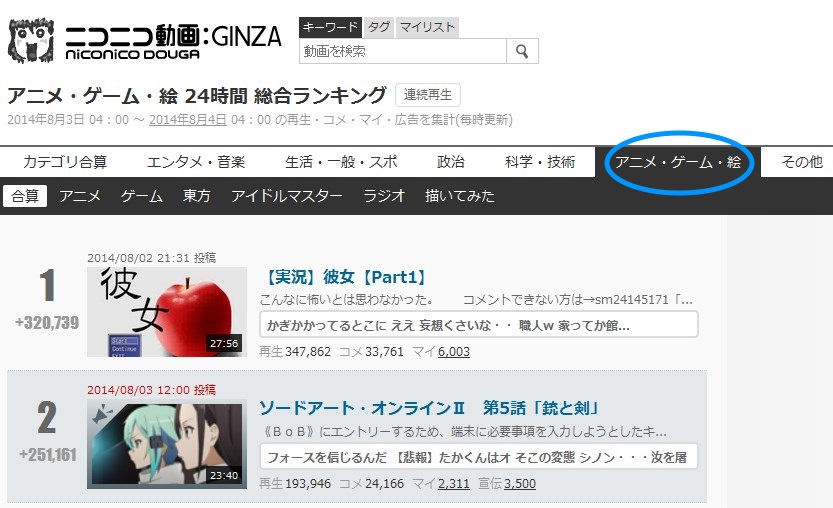 ニコニコ動画:GINZA
NICONICO DOUGA
キーワード タグ マイリスト
動画を検索
アニメ・ゲーム・絵 24時間 総合ランキング 連続再生
2014年8月3日 04:00 ～ 2014年8月4日 04:00 の再生・コメ・マイ・広告を集計(毎時更新)
カテゴリ合算 エンタメ・音楽 生活・一般・スポ 政治 科学・技術 アニメ・ゲーム・絵 その他
合算 アニメ ゲーム 東方 アイドルマスター ラジオ 描いてみた
2014/08/02 21:31 投稿
1
+320,739
彼女
Start
Continue
EXIT
27:56
【実況】彼女【Part1】
こんなに怖いとは思わなかった。 コメントできない方は→sm24145171「...
かぎかかってるとこに ええ 妄想くさいな・・ 職人w 家ってか館...
再生 347,862 コメ 33,761 マイ 6,003
2014/08/03 12:00 投稿
2
+251,161
23:40
ソードアート・オンラインⅡ 第5話「銃と剣」
《ＢｏＢ》にエントリーするため、端末に必要事項を入力しようとしたキ...
フォースを信じるんだ 【悲報】たかくんはオ そこの変態 シノン・・・汝を屠
再生 193,946 コメ 24,166 マイ 2,311 宣伝 3,500